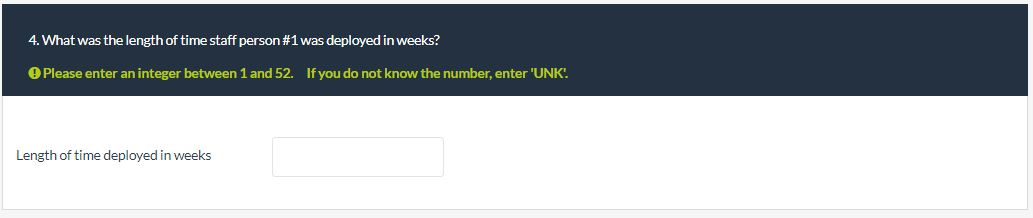 4. What was the length of time staff person #1 was deployed in weeks?
Please enter an integer between 1 and 52. If you do not know the number, enter 'UNK'.
Length of time deployed in weeks